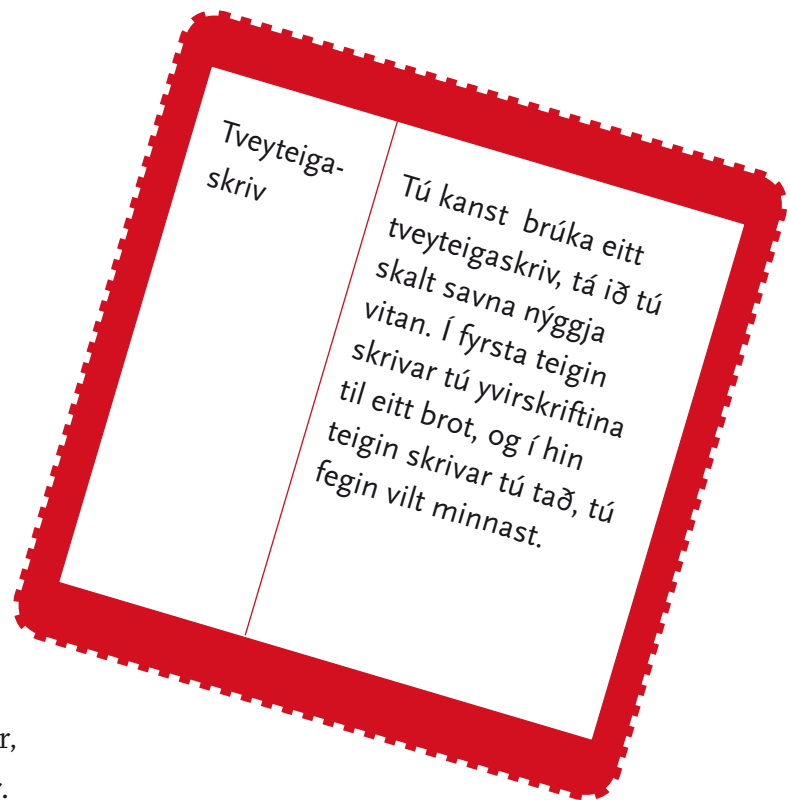 Tveyteiga-
skriv
Tú kanst brúka eitt
tveyteigaskriv, tá ið tú
skalt savna nýggja
vitan. Í fyrsta teigin
skrivar tú yvirskriftina
til eitt brot, og í hin
teigin skrivar tú tað, tú
fegin vilt minnast.